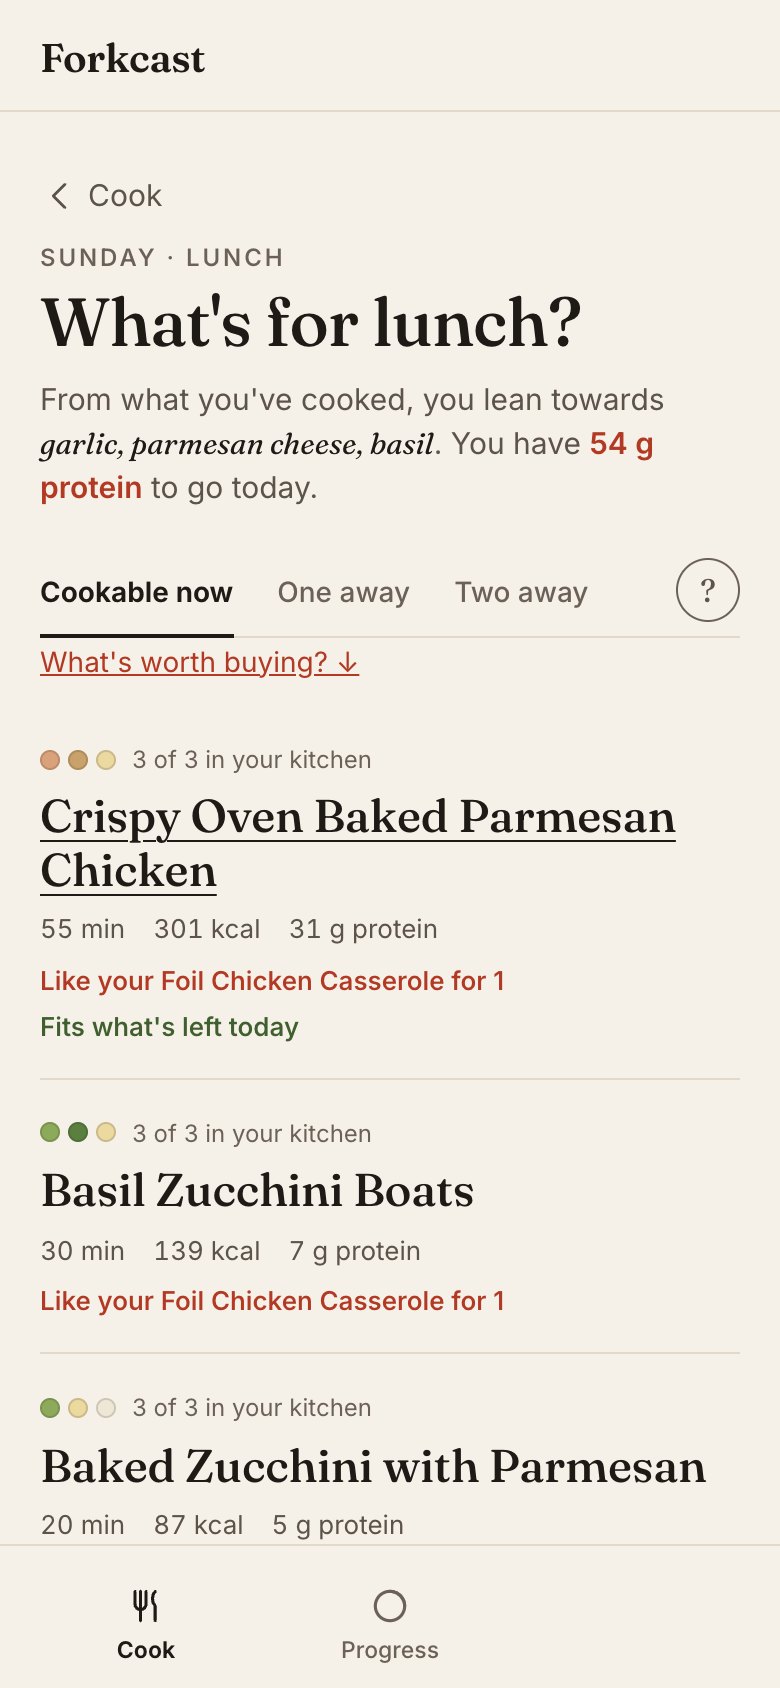 Forkcast
Cook
SUNDAY · LUNCH
What's for lunch?
From what you've cooked, you lean towards
garlic, parmesan cheese, basil. You have 54 g
protein to go today.
Cookable now One away Two away ?
What's worth buying? ↓
3 of 3 in your kitchen
Crispy Oven Baked Parmesan
Chicken
55 min 301 kcal 31 g protein
Like your Foil Chicken Casserole for 1
Fits what's left today
3 of 3 in your kitchen
Basil Zucchini Boats
30 min 139 kcal 7 g protein
Like your Foil Chicken Casserole for 1
3 of 3 in your kitchen
Baked Zucchini with Parmesan
20 min 87 kcal 5 g protein
Cook Progress